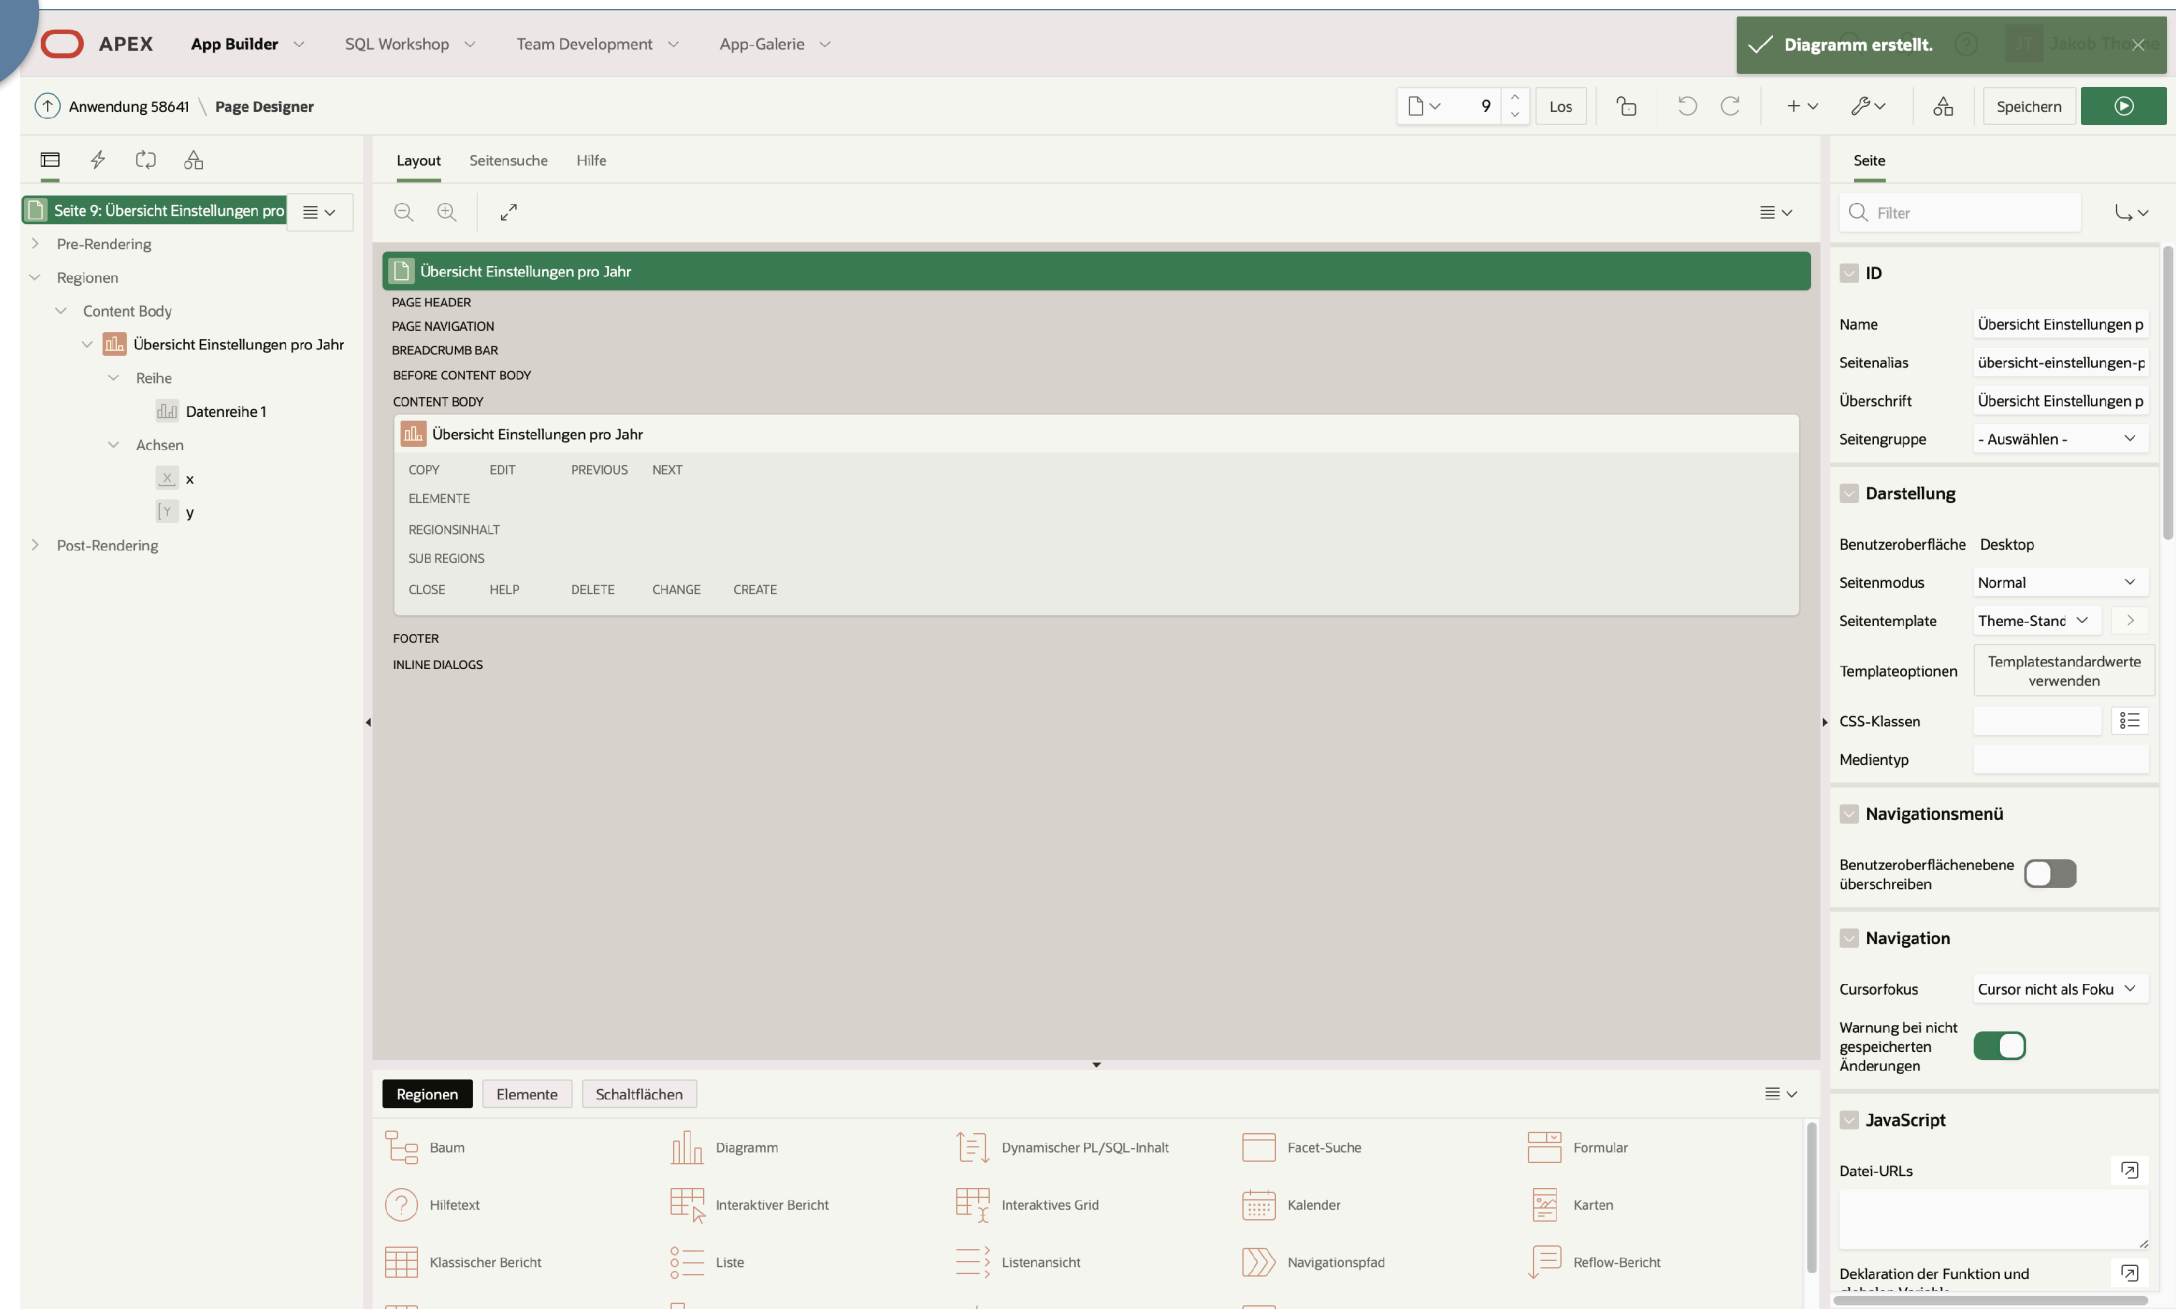 APEX App Builder SQL Workshop Team Development App-Galerie
Diagramm erstellt.
Anwendung 58641 \ Page Designer
9 Los Speichern
Layout Seitensuche Hilfe
Seite
Seite 9: Übersicht Einstellungen pro
Filter
Pre-Rendering
Regionen
Content Body
Übersicht Einstellungen pro Jahr
Reihe
Datenreihe 1
Achsen
x
y
Post-Rendering
Übersicht Einstellungen pro Jahr
PAGE HEADER
PAGE NAVIGATION
BREADCRUMB BAR
BEFORE CONTENT BODY
CONTENT BODY
Übersicht Einstellungen pro Jahr
COPY EDIT PREVIOUS NEXT
ELEMENTE
REGIONSINHALT
SUB REGIONS
CLOSE HELP DELETE CHANGE CREATE
FOOTER
INLINE DIALOGS
Regionen Elemente Schaltflächen
Baum Diagramm Dynamischer PL/SQL-Inhalt Facet-Suche Formular
Hilfetext Interaktiver Bericht Interaktives Grid Kalender Karten
Klassischer Bericht Liste Listenansicht Navigationspfad Reflow-Bericht
ID
Name Übersicht Einstellungen p
Seitenalias übersicht-einstellungen-p
Überschrift Übersicht Einstellungen p
Seitengruppe - Auswählen -
Darstellung
Benutzeroberfläche Desktop
Seitenmodus Normal
Seitentemplate Theme-Stand
Templateoptionen Templatestandardwerte
verwenden
CSS-Klassen
Medientyp
Navigationsmenü
Benutzeroberflächenebene
überschreiben
Navigation
Cursorfokus Cursor nicht als Foku
Warnung bei nicht
gespeicherten
Änderungen
JavaScript
Datei-URLs
Deklaration der Funktion und